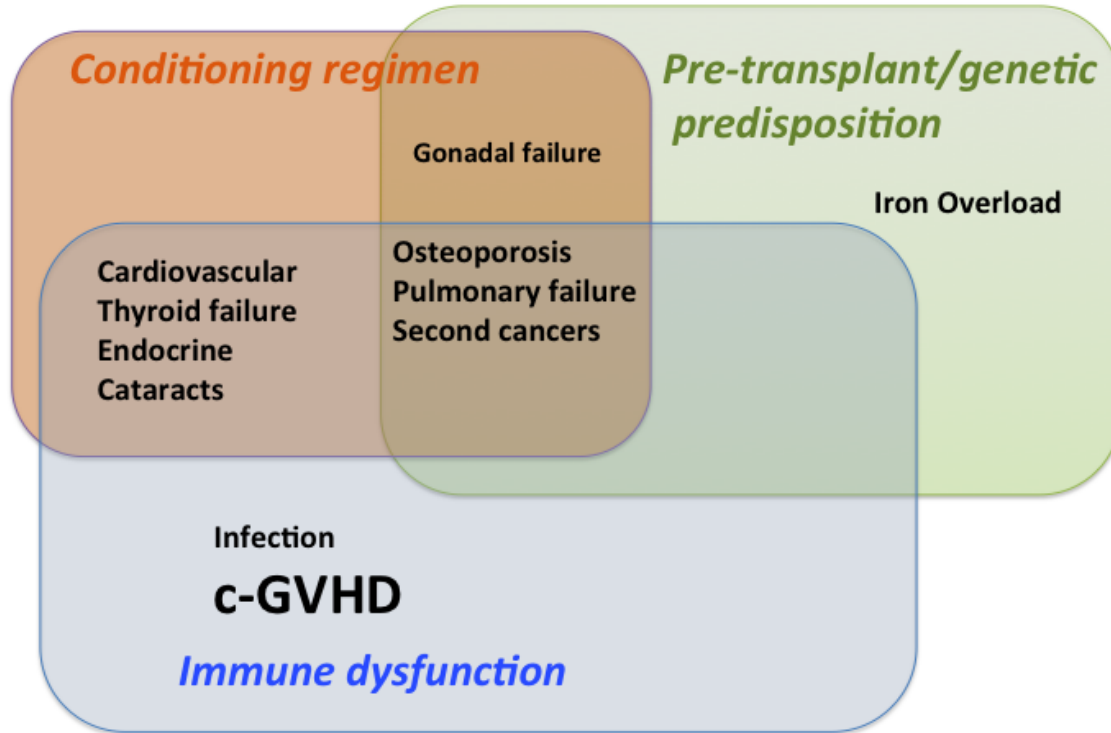 Conditioning regimen
Pre-transplant/genetic
predisposition
Gonadal failure
Iron Overload
Cardiovascular
Thyroid failure
Endocrine
Cataracts
Osteoporosis
Pulmonary failure
Second cancers
Infection
c-GVHD
Immune dysfunction